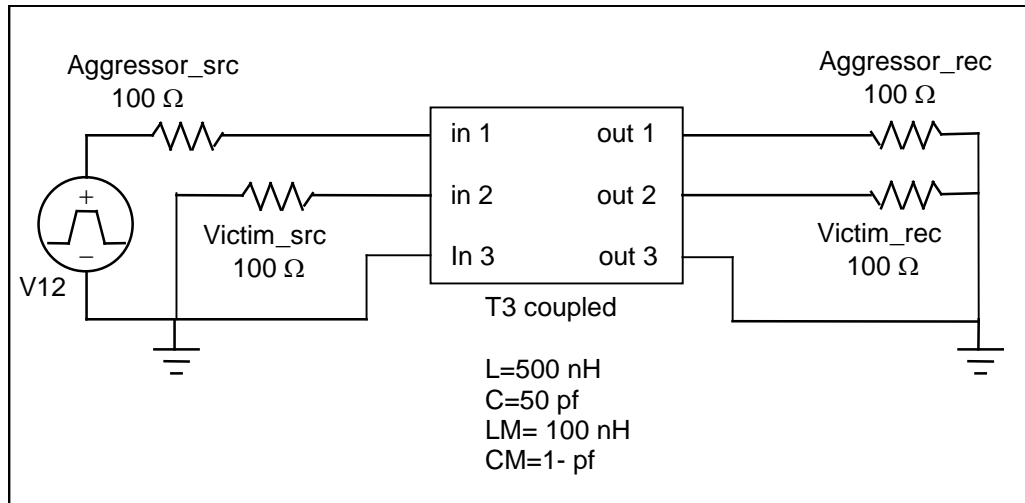 Aggressor_src
100 Ω
Aggressor_rec
100 Ω
in 1
out 1
in 2
out 2
Victim_src
100 Ω
Victim_rec
100 Ω
In 3
out 3
+
−
V12
T3 coupled
L=500 nH
C=50 pf
LM= 100 nH
CM=1- pf